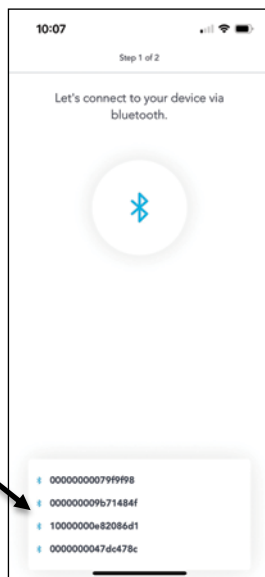 10:07
Step 1 of 2
Let's connect to your device via
bluetooth.
00000000079f9f98
000000009b71484f
10000000e82086d1
0000000047dc478c